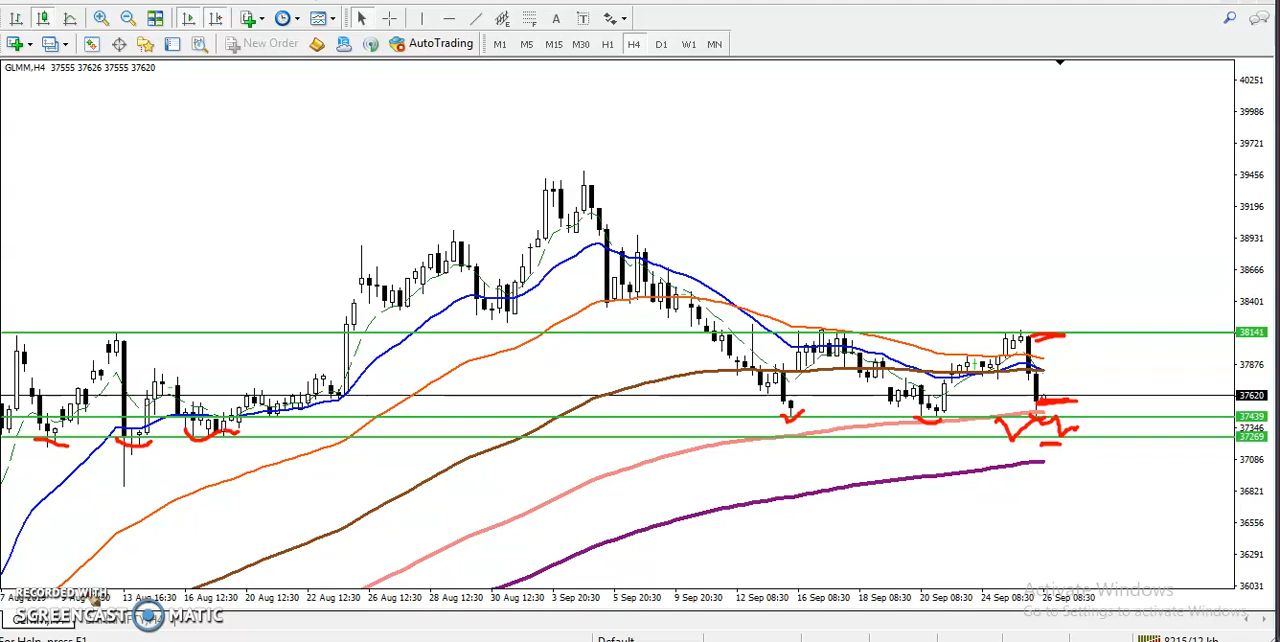 New Order AutoTrading M1 M5 M15 M30 H1 H4 D1 W1 MN
GLMM,H4 37555 37626 37555 37620
40251
39986
39721
39456
39196
38931
38666
38401
38141
37876
37620
37439
37346
37269
37086
36821
36556
36291
36031
13 Aug 16:30 16 Aug 12:30 20 Aug 12:30 22 Aug 12:30 26 Aug 12:30 28 Aug 12:30 30 Aug 12:30 3 Sep 20:30 5 Sep 20:30 9 Sep 20:30 12 Sep 08:30 16 Sep 08:30 18 Sep 08:30 20 Sep 08:30 24 Sep 08:30 26 Sep 08:30
RECORDED WITH
SCREENCAST MATIC
Activate Windows
Go to Settings to activate Windows.
For Help, press F1 Default 8215/12 kb